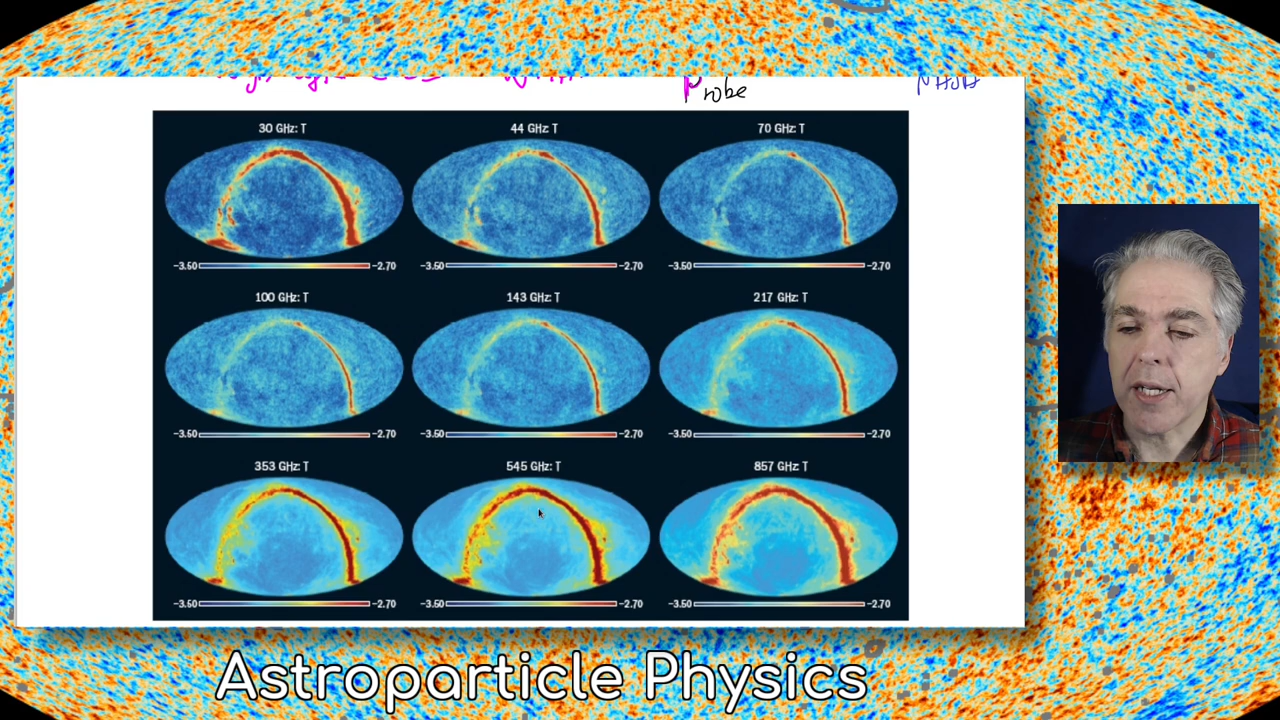 robe
30 GHz: T 44 GHz: T 70 GHz: T
-3.50 -2.70 -3.50 -2.70 -3.50 -2.70
100 GHz: T 143 GHz: T 217 GHz: T
-3.50 -2.70 -3.50 -2.70 -3.50 -2.70
353 GHz: T 545 GHz: T 857 GHz: T
-3.50 -2.70 -3.50 -2.70 -3.50 -2.70
Astroparticle Physics